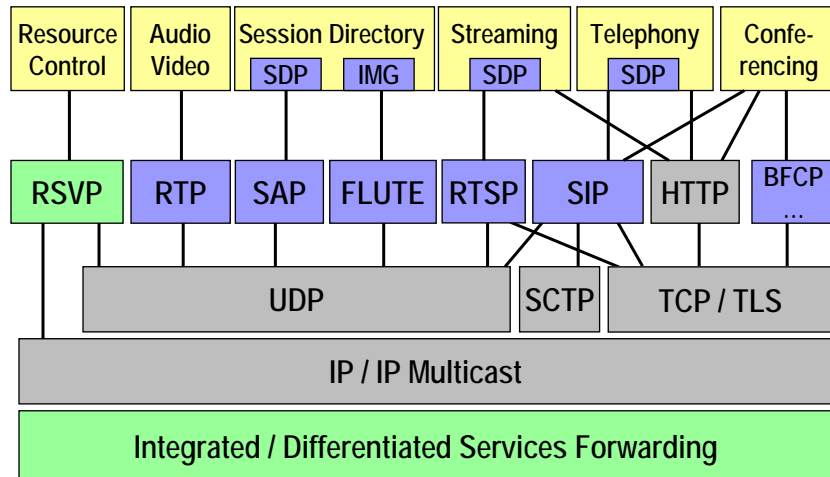 Resource
Control
Audio
Video
Session Directory
SDP
IMG
Streaming
SDP
Telephony
SDP
Confe-
rencing
RSVP
RTP
SAP
FLUTE
RTSP
SIP
HTTP
BFCP
...
UDP
SCTP
TCP / TLS
IP / IP Multicast
Integrated / Differentiated Services Forwarding